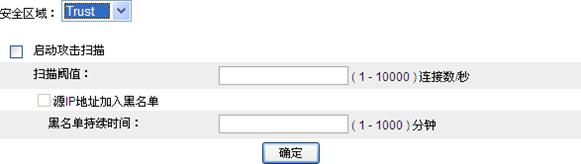 安全区域： Trust
启动攻击扫描
扫描阀值： ( 1 - 10000 ) 连接数/秒
源IP地址加入黑名单
黑名单持续时间： ( 1 - 1000 ) 分钟
确定